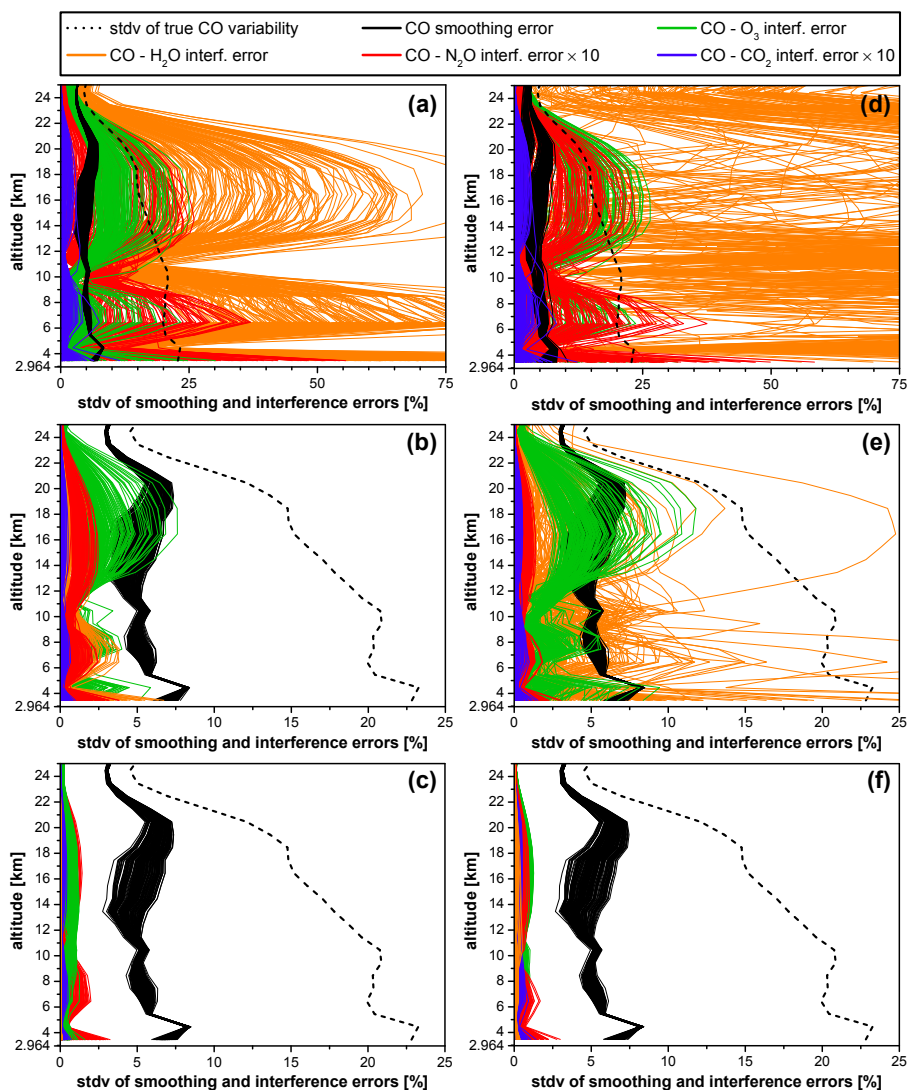 stdv of true CO variability CO smoothing error CO - O₃ interf. error
CO - H₂O interf. error CO - N₂O interf. error × 10 CO - CO₂ interf. error × 10
(a)
altitude [km]
24
22
20
18
16
14
12
10
8
6
4
2.964
0 25 50 75
stdv of smoothing and interference errors [%]
(d)
altitude [km]
24
22
20
18
16
14
12
10
8
6
4
2.964
0 25 50 75
stdv of smoothing and interference errors [%]
(b)
altitude [km]
24
22
20
18
16
14
12
10
8
6
4
2.964
0 5 10 15 20 25
stdv of smoothing and interference errors [%]
(e)
altitude [km]
24
22
20
18
16
14
12
10
8
6
4
2.964
0 5 10 15 20 25
stdv of smoothing and interference errors [%]
(c)
altitude [km]
24
22
20
18
16
14
12
10
8
6
4
2.964
0 5 10 15 20 25
stdv of smoothing and interference errors [%]
(f)
altitude [km]
24
22
20
18
16
14
12
10
8
6
4
2.964
0 5 10 15 20 25
stdv of smoothing and interference errors [%]